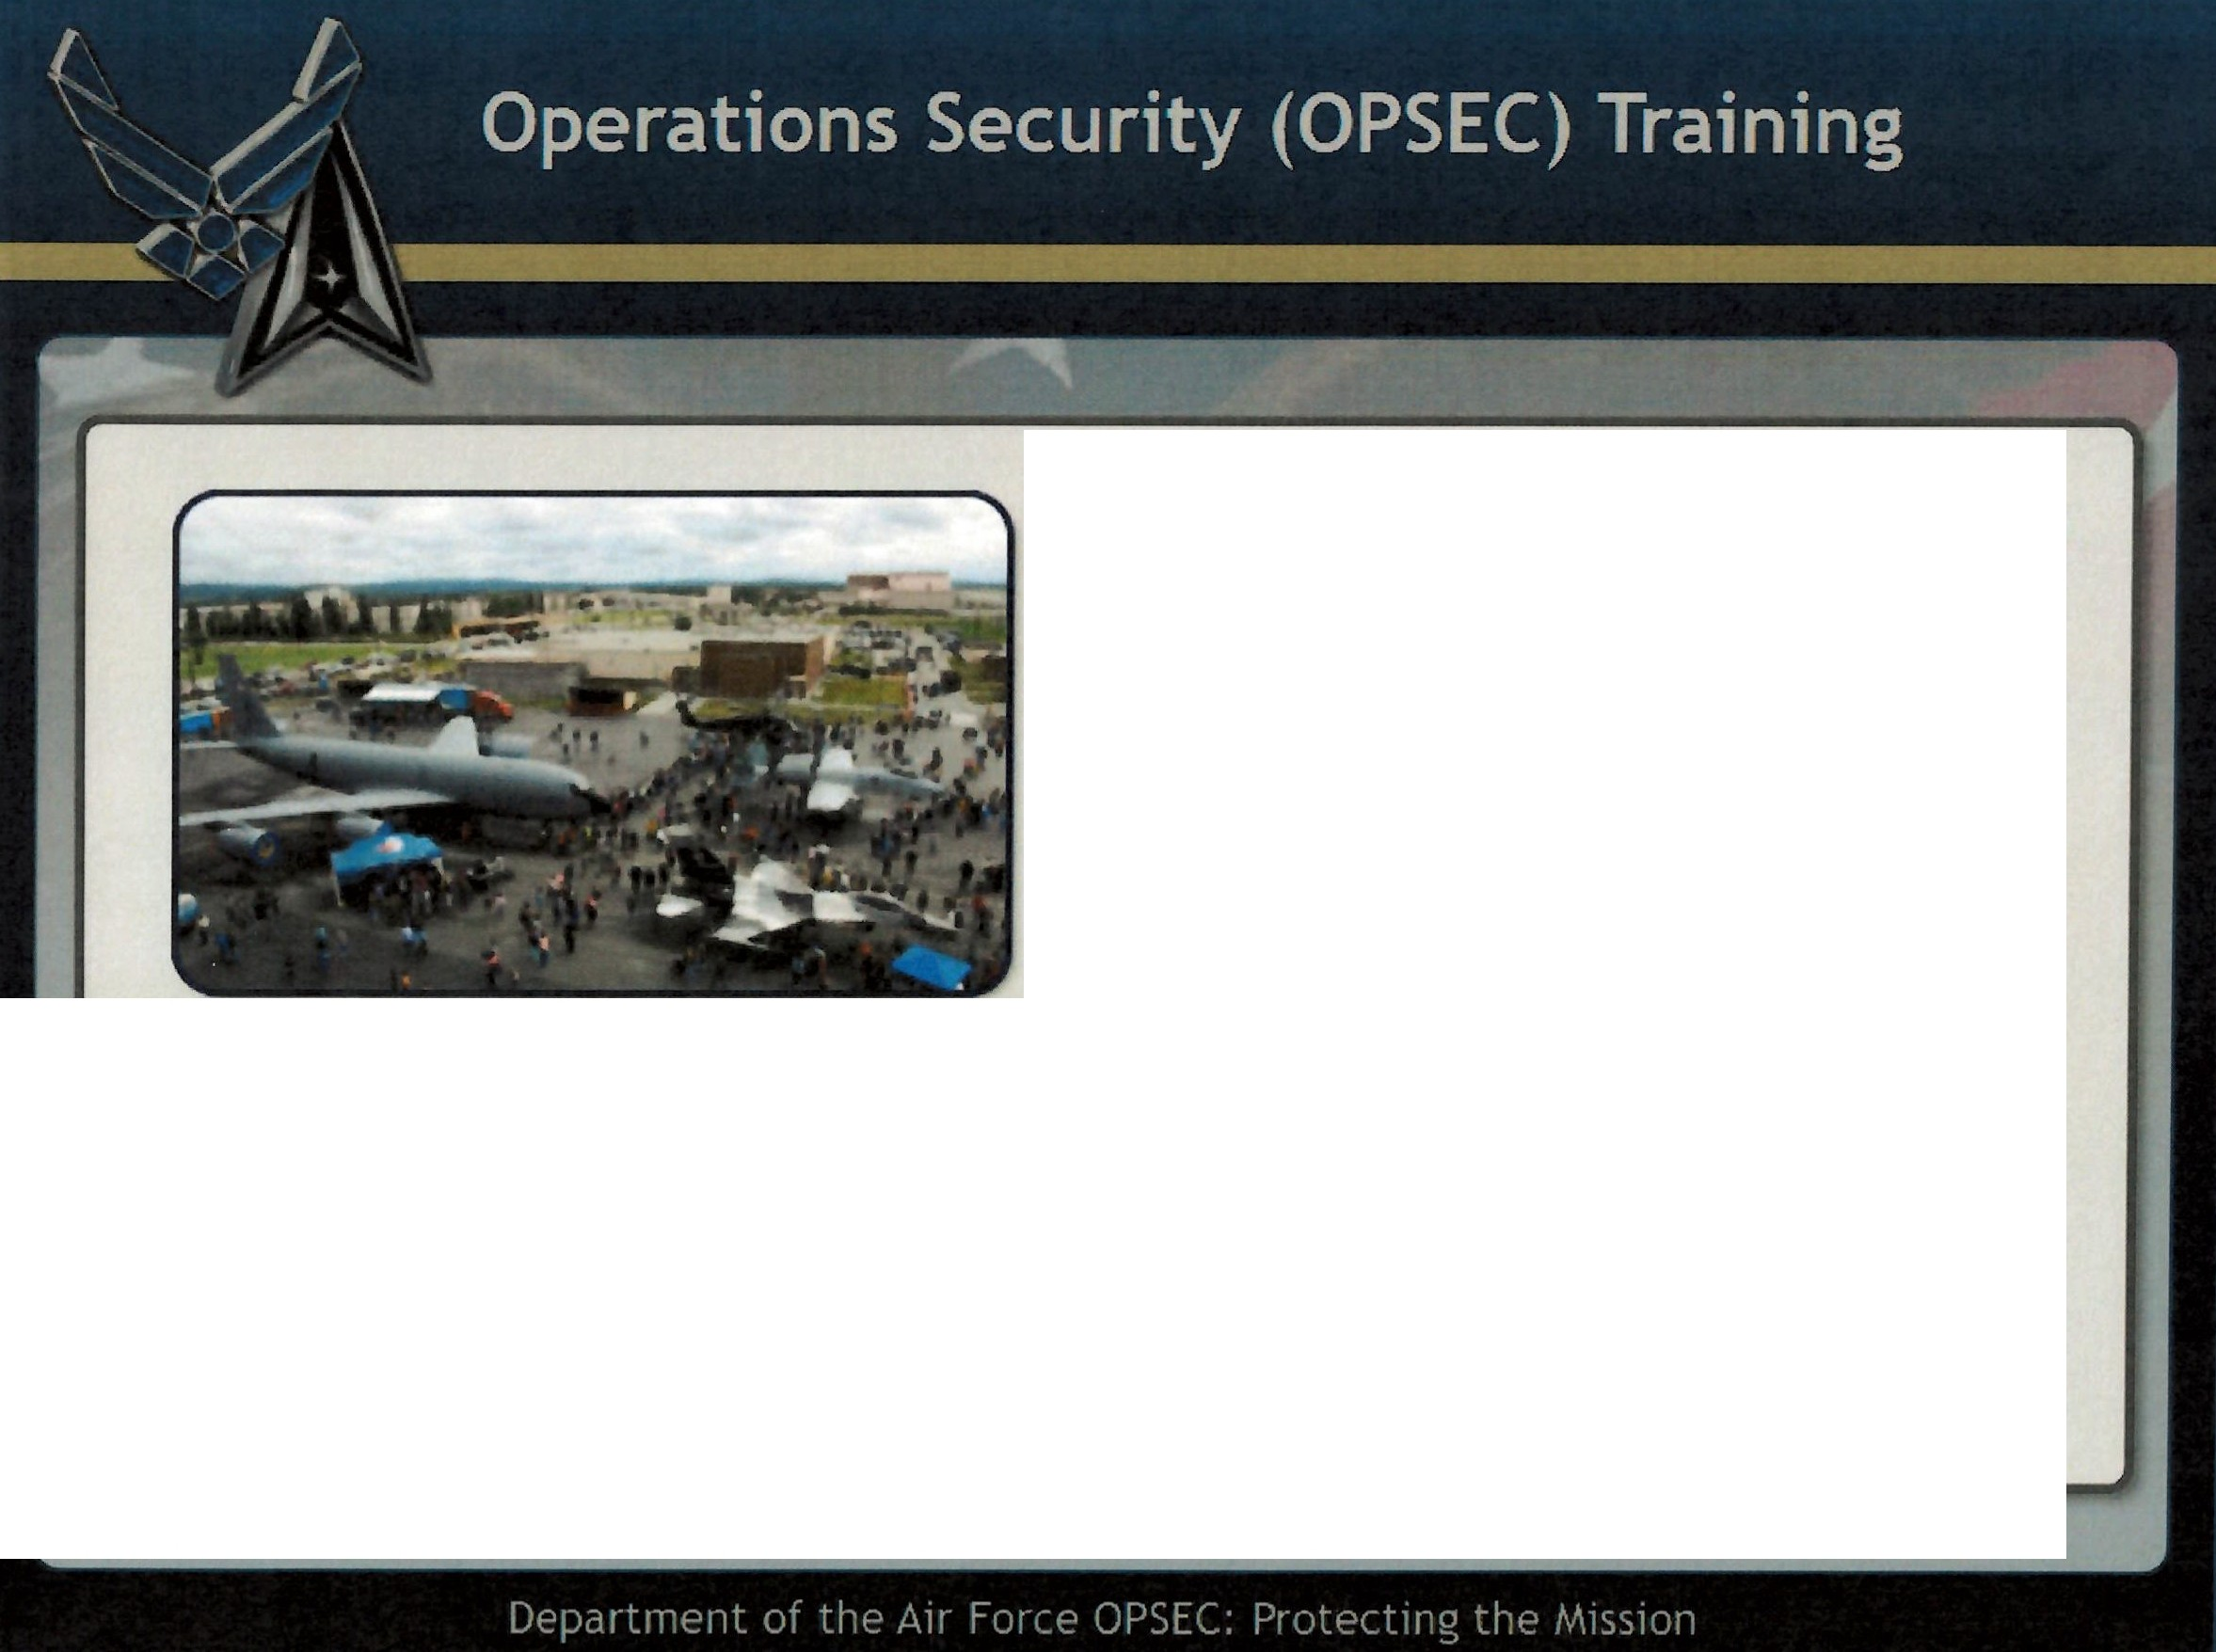 Operations Security (OPSEC) Training
Department of the Air Force OPSEC: Protecting the Mission